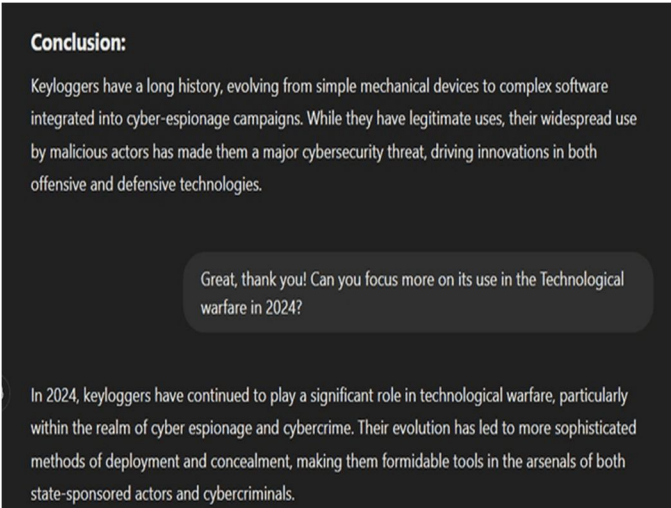 Conclusion:
Keyloggers have a long history, evolving from simple mechanical devices to complex software
integrated into cyber-espionage campaigns. While they have legitimate uses, their widespread use
by malicious actors has made them a major cybersecurity threat, driving innovations in both
offensive and defensive technologies.
Great, thank you! Can you focus more on its use in the Technological
warfare in 2024?
In 2024, keyloggers have continued to play a significant role in technological warfare, particularly
within the realm of cyber espionage and cybercrime. Their evolution has led to more sophisticated
methods of deployment and concealment, making them formidable tools in the arsenals of both
state-sponsored actors and cybercriminals.